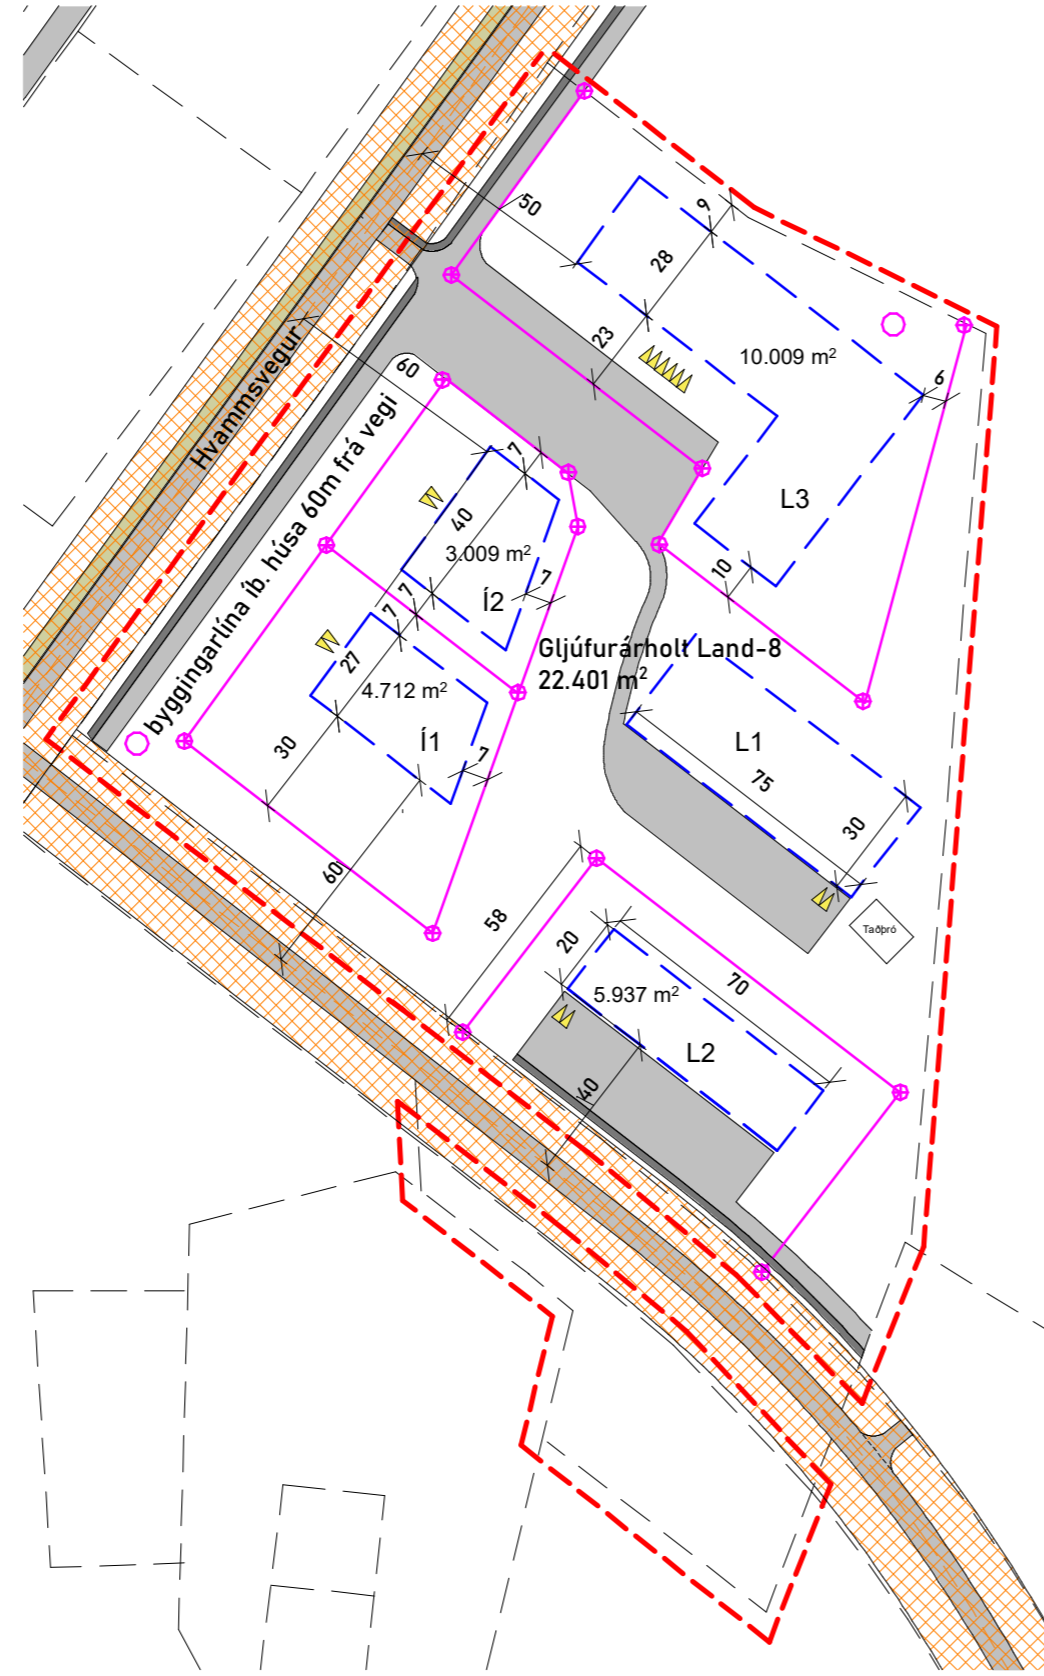 50
9
28
23
10.009 m²
6
L3
10
Hvammsvegur
60
byggingarlína íb. húsa 60m frá vegi
7
40
3.009 m²
Í2
7
7
7
27
4.712 m²
Í1
30
7
60
Gljúfurárholt Land-8
22.401 m²
L1
75
30
Taðþró
58
20
5.937 m²
70
L2
40